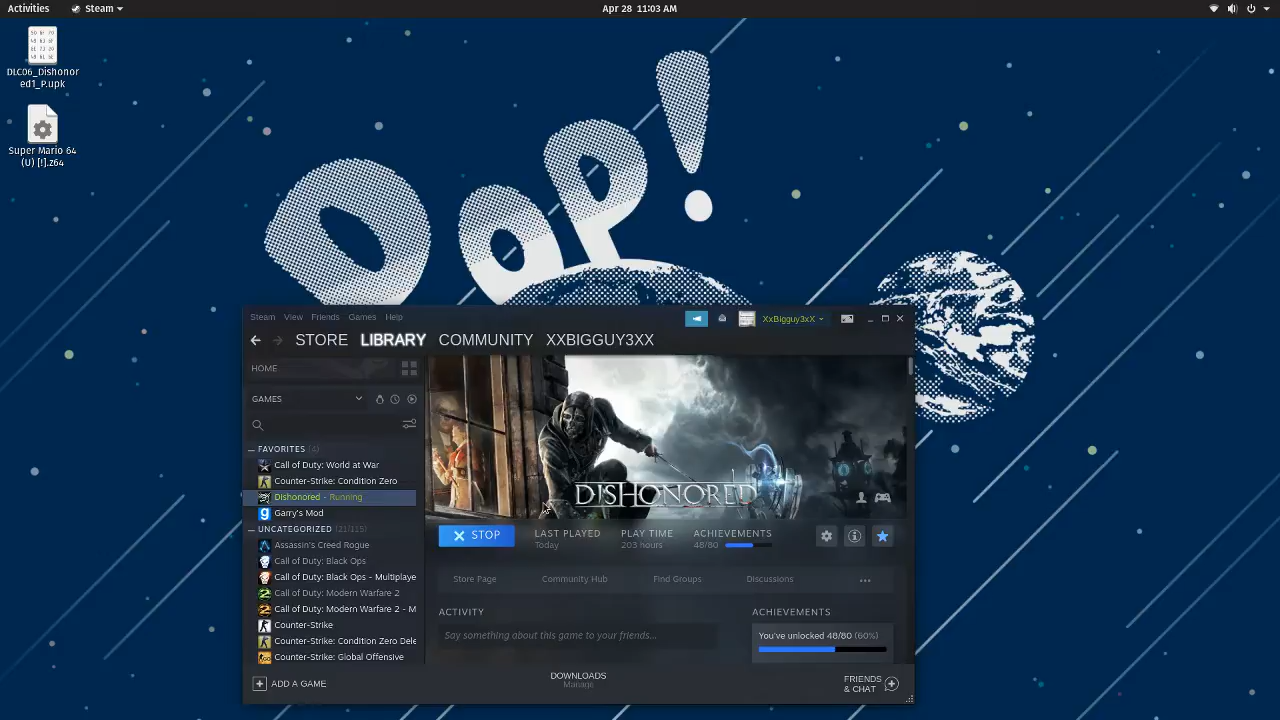 Activities
Steam
Apr 28 11:03 AM
DLC06_Dishonor
ed1_P.upk
Super Mario 64
(U) [!].z64
OOP!
Steam View Friends Games Help
XxBigguy3xX
STORE LIBRARY COMMUNITY XXBIGGUY3XX
HOME
GAMES
FAVORITES (4)
Call of Duty: World at War
Counter-Strike: Condition Zero
Dishonored - Running
Garry's Mod
UNCATEGORIZED (21/115)
Assassin's Creed Rogue
Call of Duty: Black Ops
Call of Duty: Black Ops - Multiplaye
Call of Duty: Modern Warfare 2
Call of Duty: Modern Warfare 2 - M
Counter-Strike
Counter-Strike: Condition Zero Dele
Counter-Strike: Global Offensive
DISHONORED
STOP
LAST PLAYED
Today
PLAY TIME
203 hours
ACHIEVEMENTS
48/80
Store Page Community Hub Find Groups Discussions ...
ACTIVITY
Say something about this game to your friends...
ACHIEVEMENTS
You've unlocked 48/80 (60%)
ADD A GAME
DOWNLOADS
Manage
FRIENDS
& CHAT